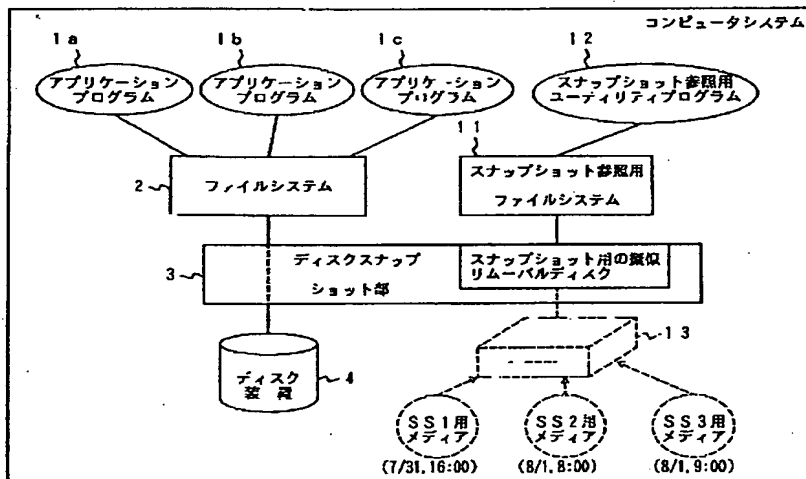 コンピュータシステム
1a
1b
1c
12
アプリケーション
プログラム
アプリケーション
プログラム
アプリケーション
プログラム
スナップショット参照用
ユーティリティプログラム
11
2
ファイルシステム
スナップショット参照用
ファイルシステム
3
ディスクスナップ
ショット部
スナップショット用の擬似
リムーバルディスク
13
ディスク
装置
4
SS1用
メディア
SS2用
メディア
SS3用
メディア
(7/31.16:00)
(8/1.8:00)
(8/1.9:00)